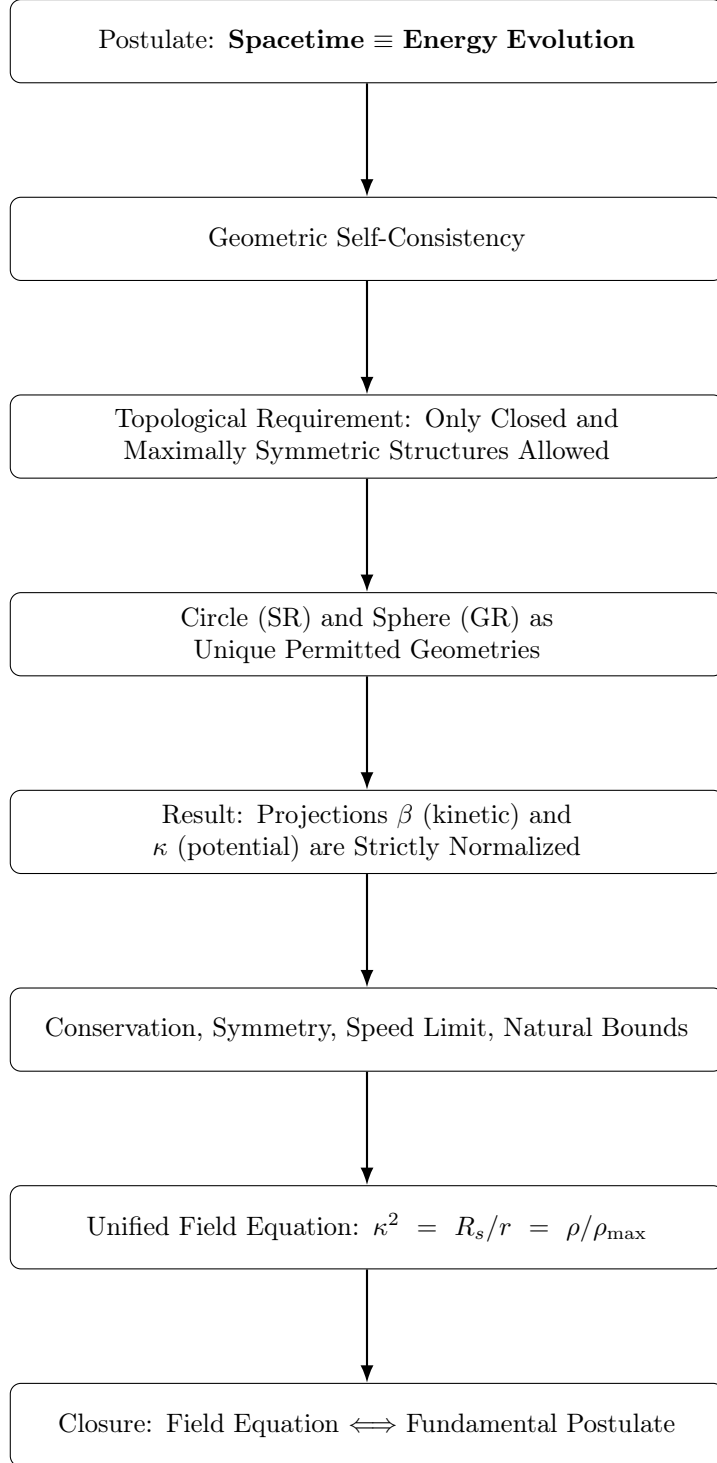 Postulate: Spacetime ≡ Energy Evolution
Geometric Self-Consistency
Topological Requirement: Only Closed and
Maximally Symmetric Structures Allowed
Circle (SR) and Sphere (GR) as
Unique Permitted Geometries
Result: Projections β (kinetic) and
κ (potential) are Strictly Normalized
Conservation, Symmetry, Speed Limit, Natural Bounds
Unified Field Equation: κ² = Rₛ/r = ρ/ρₘₐₓ
Closure: Field Equation ⟺ Fundamental Postulate